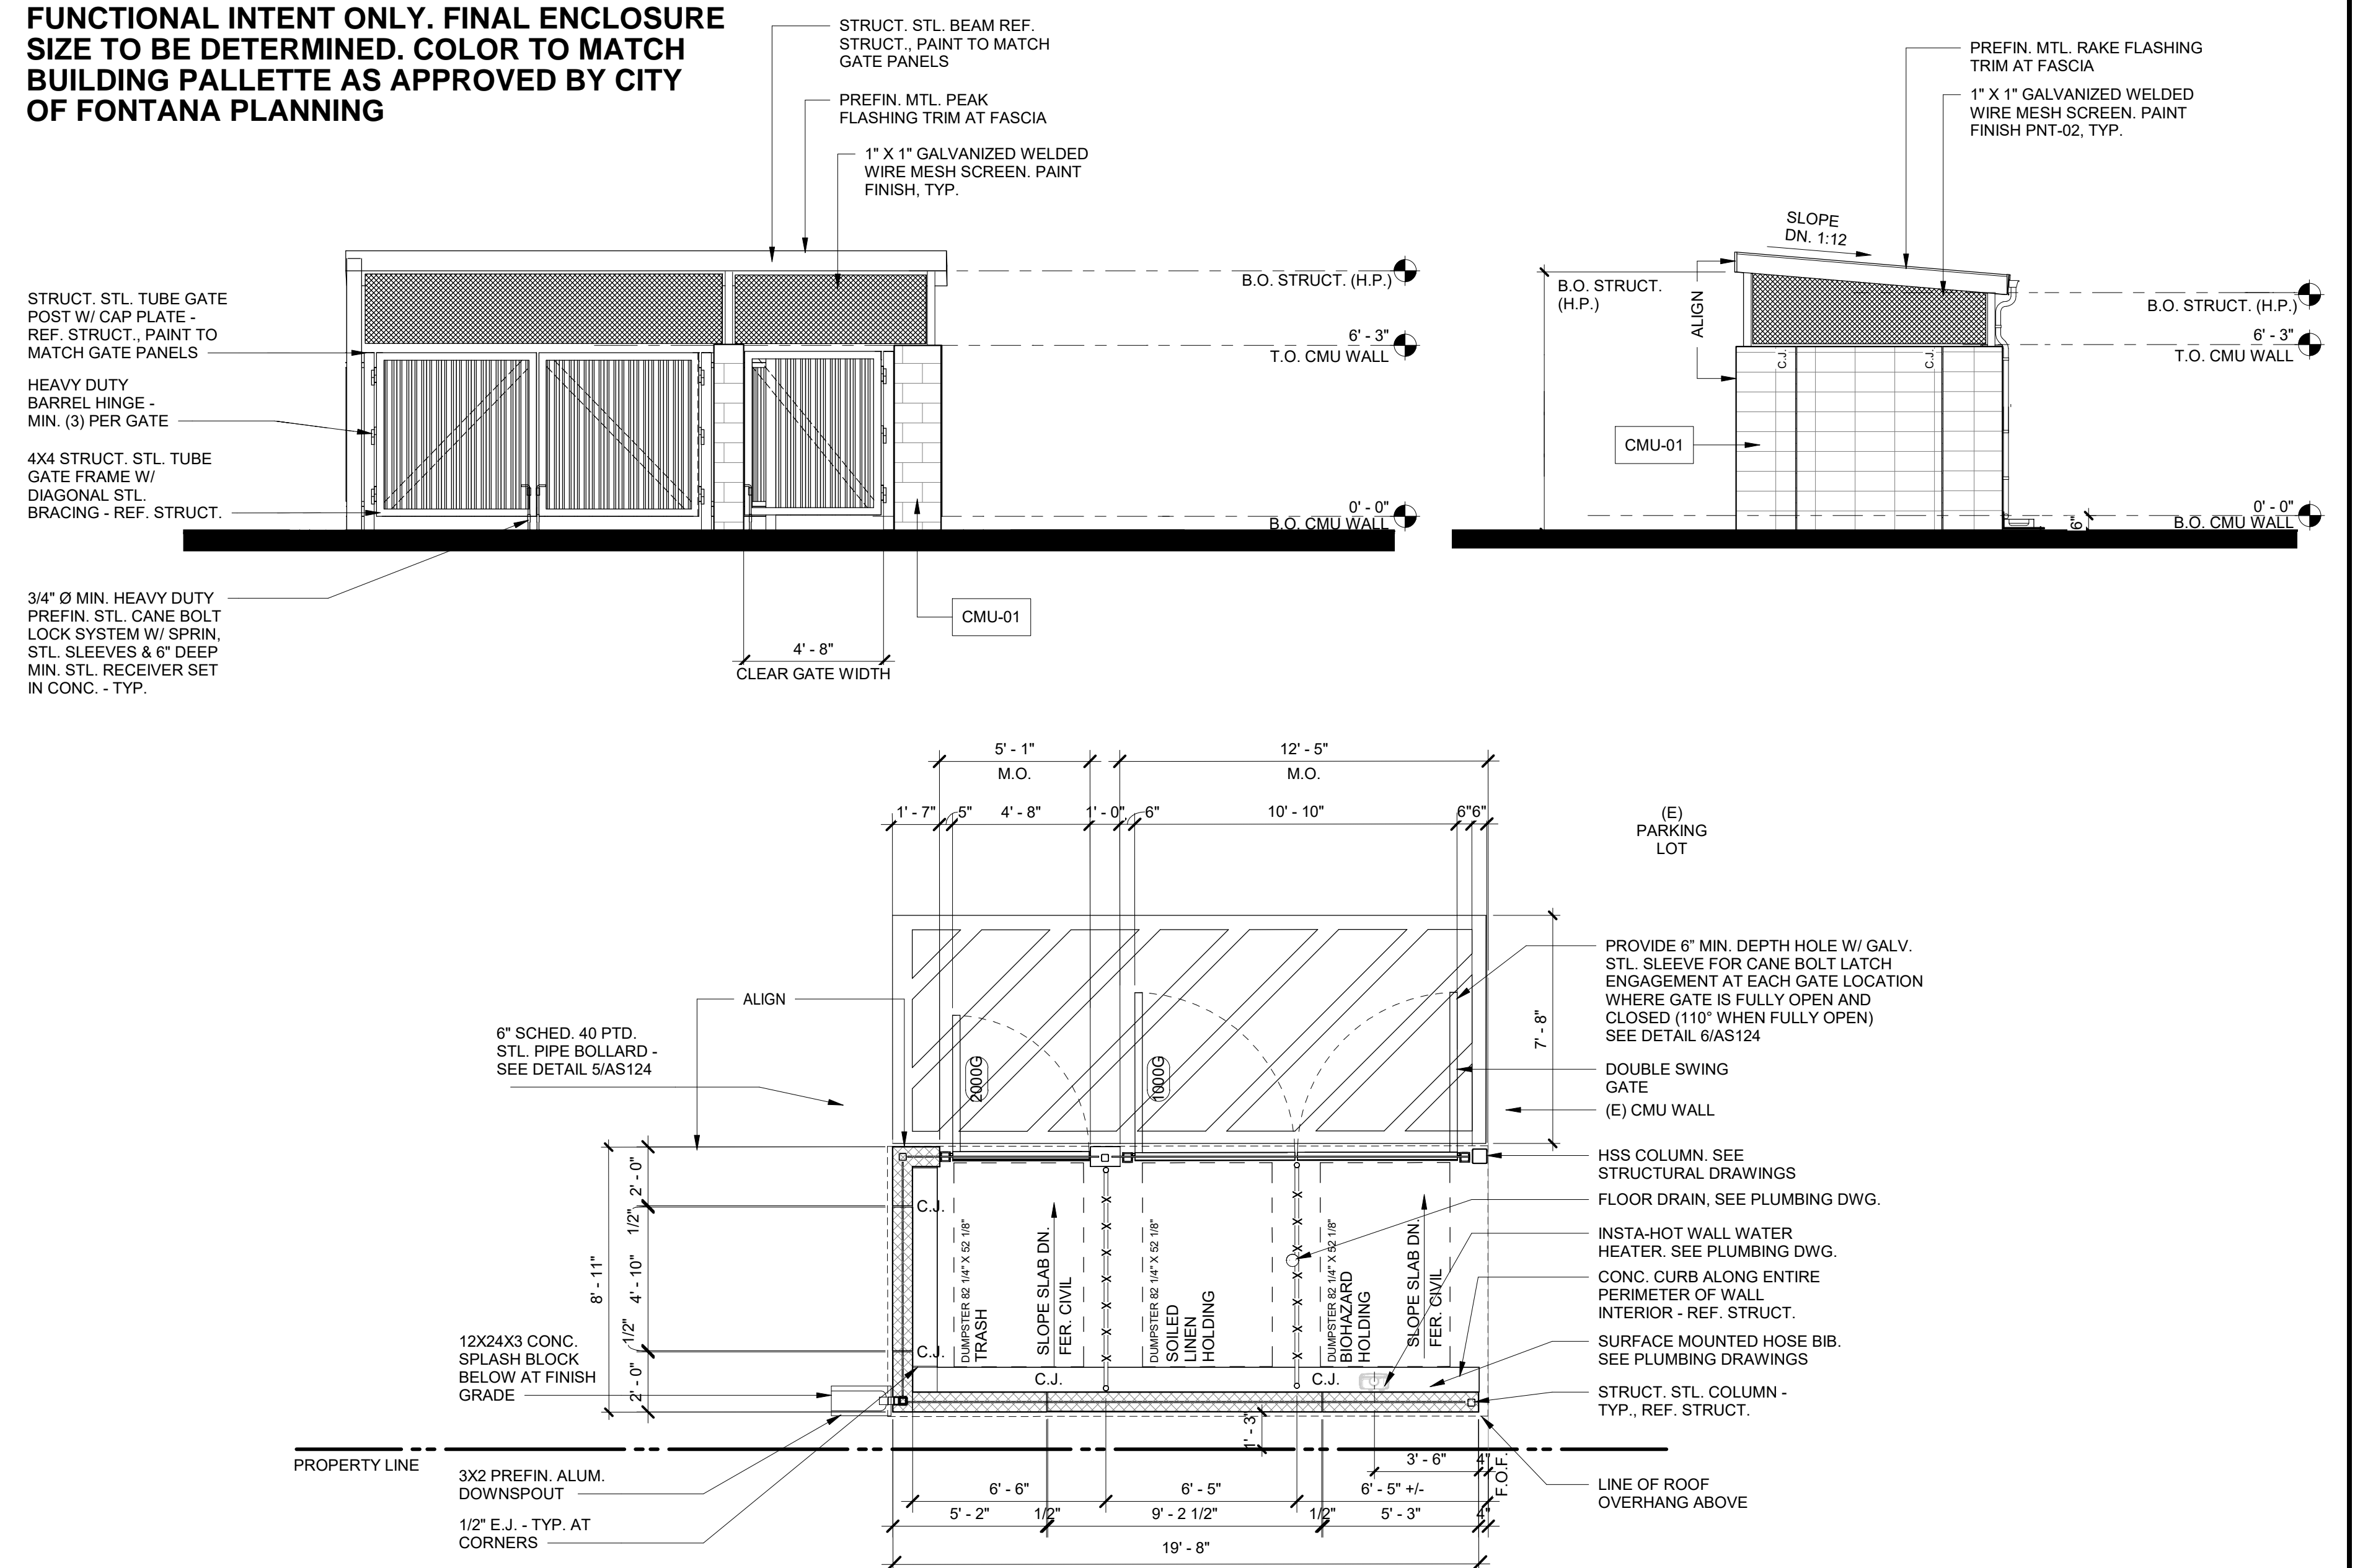 FUNCTIONAL INTENT ONLY. FINAL ENCLOSURE
SIZE TO BE DETERMINED. COLOR TO MATCH
BUILDING PALLETTE AS APPROVED BY CITY
OF FONTANA PLANNING
STRUCT. STL. BEAM REF.
STRUCT., PAINT TO MATCH
GATE PANELS
PREFIN. MTL. PEAK
FLASHING TRIM AT FASCIA
1" X 1" GALVANIZED WELDED
WIRE MESH SCREEN. PAINT
FINISH, TYP.
STRUCT. STL. TUBE GATE
POST W/ CAP PLATE -
REF. STRUCT., PAINT TO
MATCH GATE PANELS
HEAVY DUTY
BARREL HINGE -
MIN. (3) PER GATE
4X4 STRUCT. STL. TUBE
GATE FRAME W/
DIAGONAL STL.
BRACING - REF. STRUCT.
3/4" Ø MIN. HEAVY DUTY
PREFIN. STL. CANE BOLT
LOCK SYSTEM W/ SPRIN,
STL. SLEEVES & 6" DEEP
MIN. STL. RECEIVER SET
IN CONC. - TYP.
B.O. STRUCT. (H.P.)
6' - 3"
T.O. CMU WALL
0' - 0"
B.O. CMU WALL
CMU-01
4' - 8"
CLEAR GATE WIDTH
PREFIN. MTL. RAKE FLASHING
TRIM AT FASCIA
1" X 1" GALVANIZED WELDED
WIRE MESH SCREEN. PAINT
FINISH PNT-02, TYP.
SLOPE
DN. 1:12
B.O. STRUCT.
(H.P.)
ALIGN
C.J.
C.J.
CMU-01
B.O. STRUCT. (H.P.)
6' - 3"
T.O. CMU WALL
0' - 0"
B.O. CMU WALL
6"
5' - 1"
M.O.
12' - 5"
M.O.
1' - 7"
5"
4' - 8"
1' - 0"
6"
10' - 10"
6"
6"
(E)
PARKING
LOT
7' - 8"
ALIGN
6" SCHED. 40 PTD.
STL. PIPE BOLLARD -
SEE DETAIL 5/AS124
2000G
1000G
PROVIDE 6” MIN. DEPTH HOLE W/ GALV.
STL. SLEEVE FOR CANE BOLT LATCH
ENGAGEMENT AT EACH GATE LOCATION
WHERE GATE IS FULLY OPEN AND
CLOSED (110° WHEN FULLY OPEN)
SEE DETAIL 6/AS124
DOUBLE SWING
GATE
(E) CMU WALL
HSS COLUMN. SEE
STRUCTURAL DRAWINGS
FLOOR DRAIN, SEE PLUMBING DWG.
INSTA-HOT WALL WATER
HEATER. SEE PLUMBING DWG.
CONC. CURB ALONG ENTIRE
PERIMETER OF WALL
INTERIOR - REF. STRUCT.
SURFACE MOUNTED HOSE BIB.
SEE PLUMBING DRAWINGS
STRUCT. STL. COLUMN -
TYP., REF. STRUCT.
LINE OF ROOF
OVERHANG ABOVE
8' - 11"
2' - 0"
1/2"
4' - 10"
1/2"
2' - 0"
C.J.
C.J.
C.J.
C.J.
DUMPSTER 82 1/4" X 52 1/8"
TRASH
SLOPE SLAB DN.
FER. CIVIL
DUMPSTER 82 1/4" X 52 1/8"
SOILED
LINEN
HOLDING
DUMPSTER 82 1/4" X 52 1/8"
BIOHAZARD
HOLDING
SLOPE SLAB DN.
FER. CIVIL
12X24X3 CONC.
SPLASH BLOCK
BELOW AT FINISH
GRADE
PROPERTY LINE
3X2 PREFIN. ALUM.
DOWNSPOUT
1/2" E.J. - TYP. AT
CORNERS
1' - 3"
3' - 6"
4"
F.O.F.
6' - 6"
6' - 5"
6' - 5" +/-
5' - 2"
1/2"
9' - 2 1/2"
1/2"
5' - 3"
4"
19' - 8"